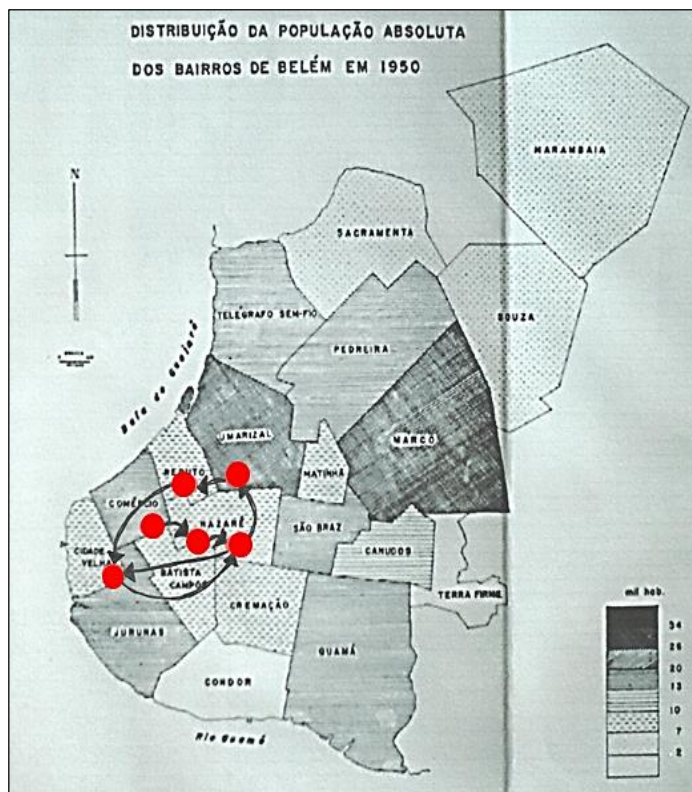 DISTRIBUIÇÃO DA POPULAÇÃO ABSOLUTA
DOS BAIRROS DE BELÉM EM 1950
MARAMBAIA
N
SACRAMENTA
TELÉGRAFO SEM-FIO
SOUZA
PEDREIRA
Baía do Guajará
UMARIZAL
MARCO
MATINHA
REDUTO
COMÉRCIO
NAZARÉ
SÃO BRAZ
CANUDOS
CIDADE
VELHA
BATISTA
CAMPOS
TERRA FIRME
CREMAÇÃO
JURUNAS
GUAMÁ
CONDOR
Rio Guamá
mil hab.
34
26
20
13
10
7
2